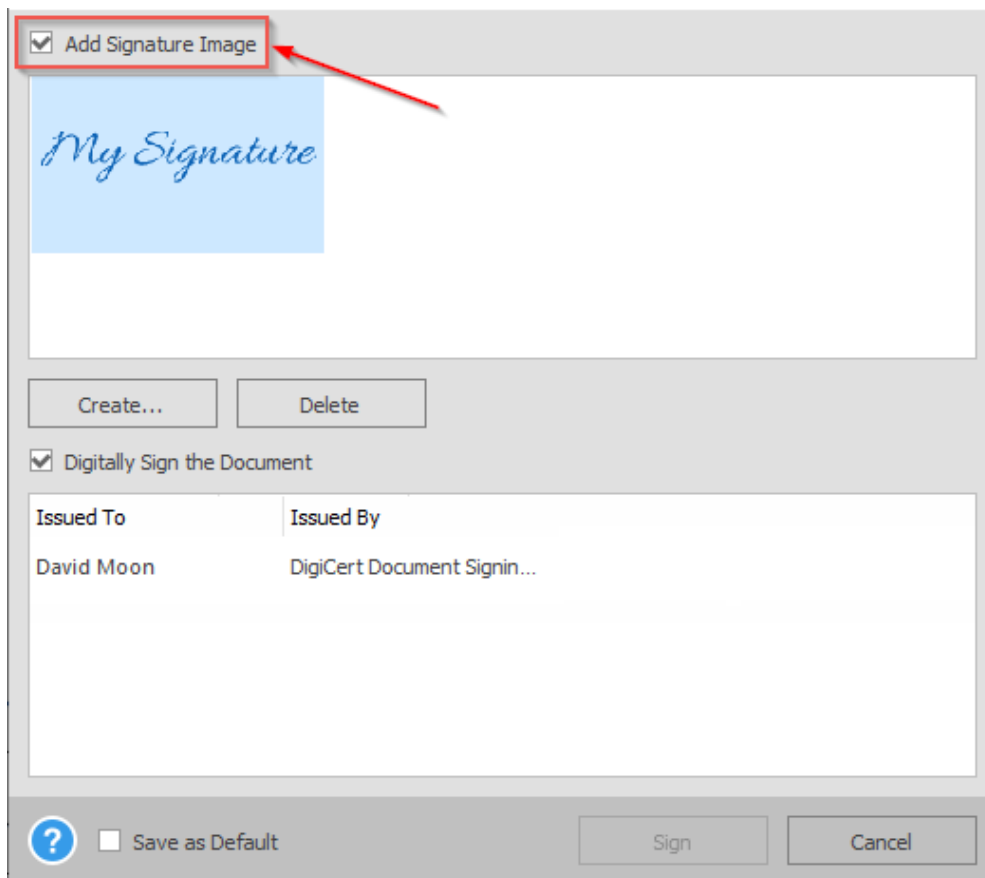 Add Signature Image
My Signature
Create... Delete
Digitally Sign the Document
Issued To Issued By
David Moon DigiCert Document Signin...
? Save as Default Sign Cancel